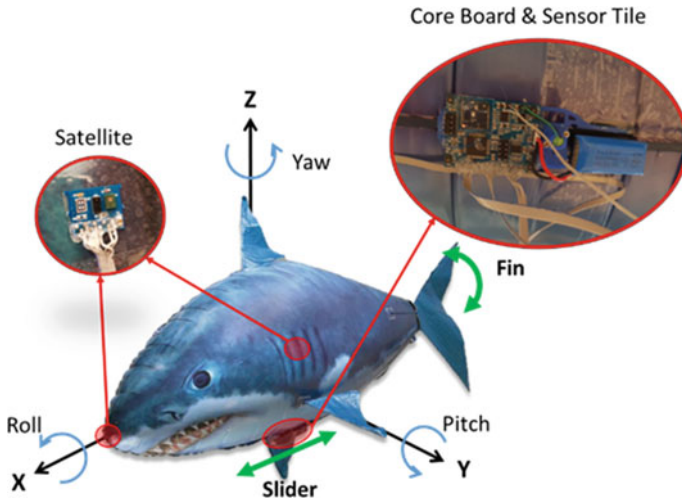 Core Board & Sensor Tile
Satellite
Z
Yaw
Fin
Roll
X
Slider
Pitch
Y